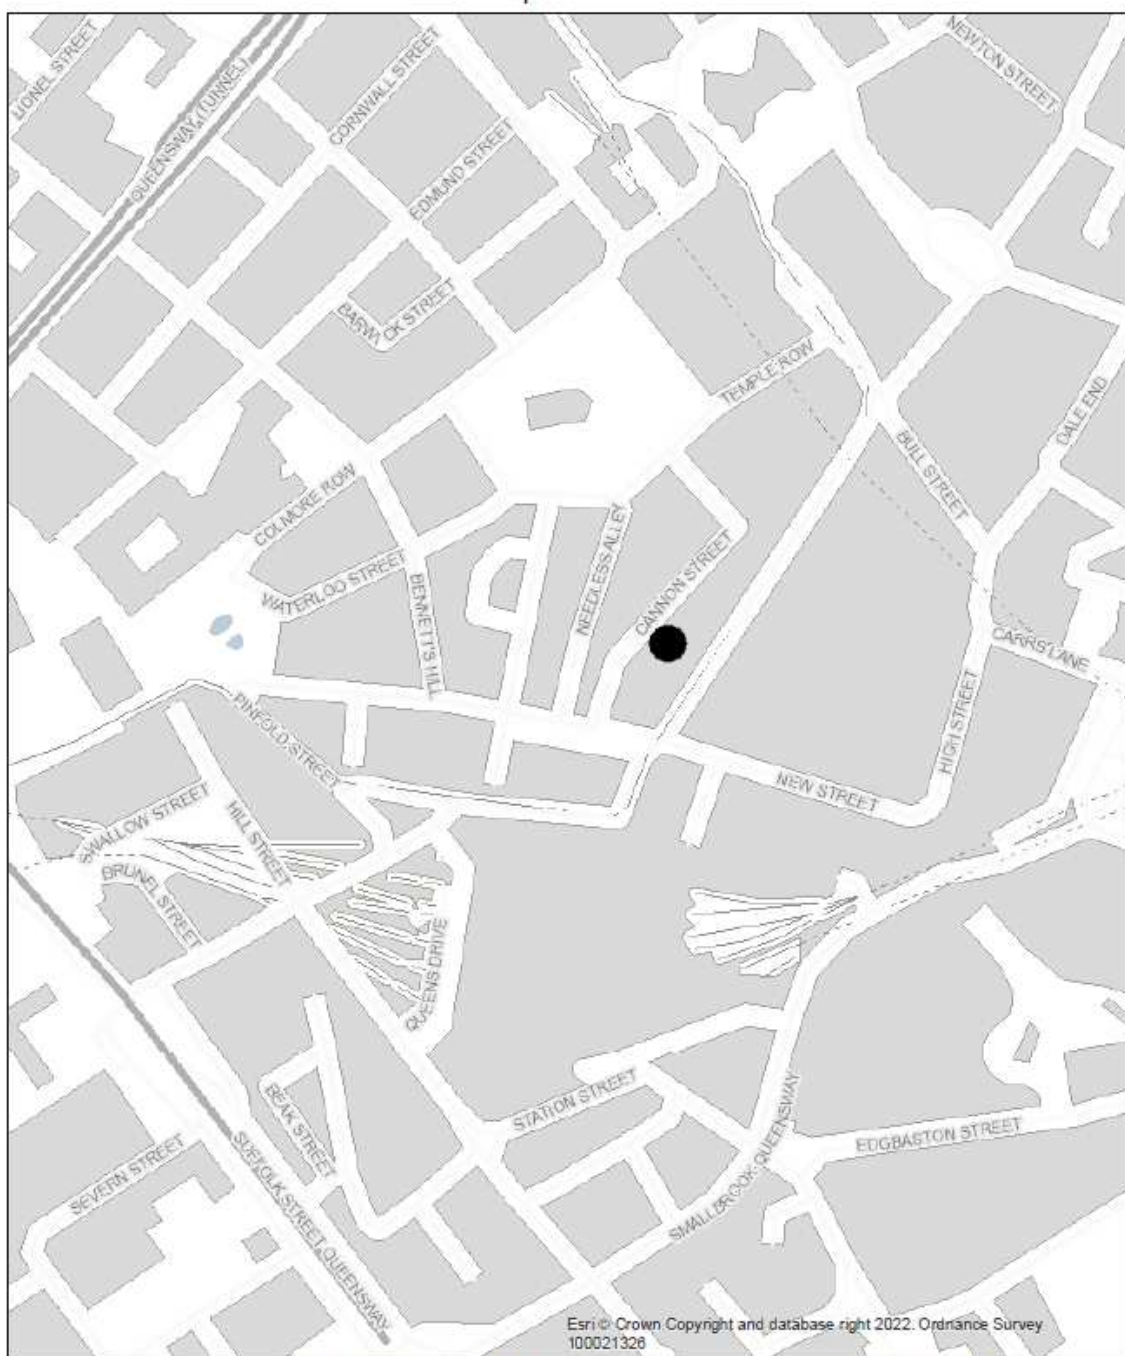 NEWTON STREET
LIONEL STREET
CORNWALL STREET
QUEENSWAY (TUNNEL)
EDMUND STREET
BARWICK STREET
TEMPLE ROW
DALE END
BULL STREET
COLMORE ROW
NEEDLESS ALLEY
CANNON STREET
WATERLOO STREET
BENNETT'S HILL
CARRS LANE
HIGH STREET
PINFOLD STREET
NEW STREET
SWALLOW STREET
HILL STREET
BRUNEL STREET
QUEENS DRIVE
STATION STREET
BEAK STREET
SMALLBROOK QUEENSWAY
EDGBASTON STREET
SEVERN STREET
SUFFOLK STREET QUEENSWAY
Esri © Crown Copyright and database right 2022. Ordnance Survey
100021326